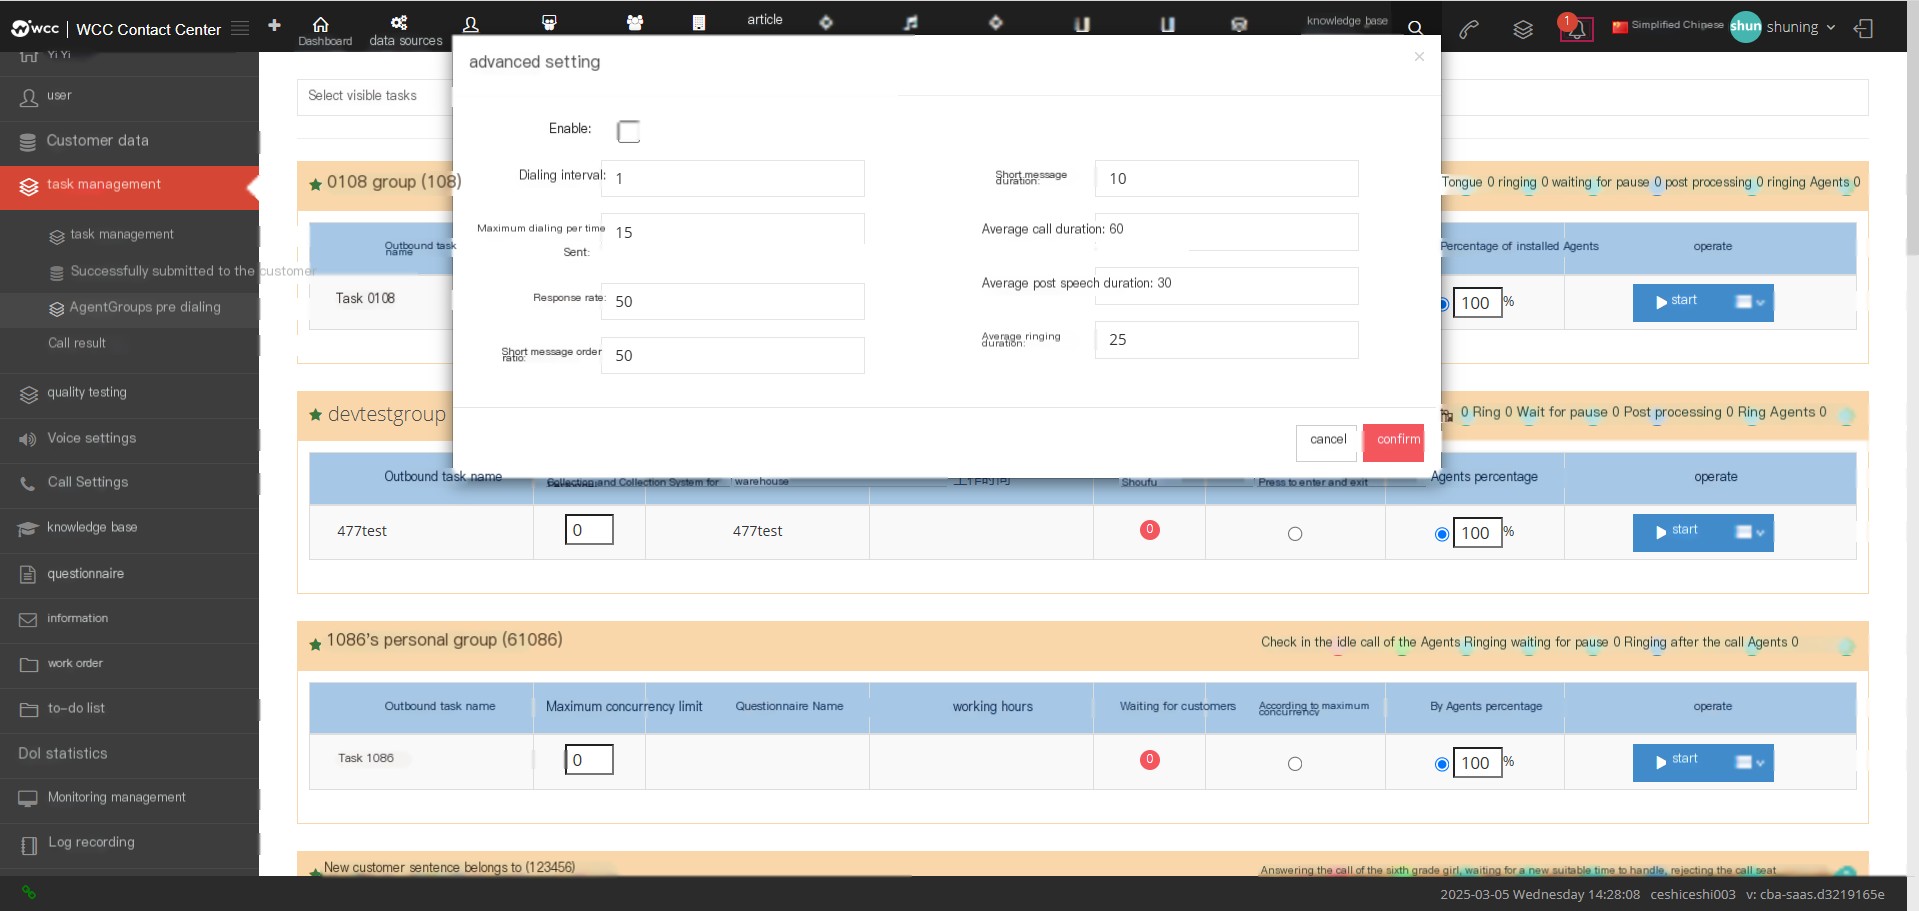 wcc | WCC Contact Center
article
knowledge base
Dashboard
data sources
1
Simplified Chinese
shun
shuning
Yi Yi
user
Customer data
task management
task management
Successfully submitted to the customer
AgentGroups pre dialing
Call result
quality testing
Voice settings
Call Settings
knowledge base
questionnaire
information
work order
to-do list
Dol statistics
Monitoring management
Log recording
Select visible tasks
advanced setting
×
Enable:
Dialing interval: 1
Short message duration: 10
Maximum dialing per time Sent: 15
Average call duration: 60
Response rate: 50
Average post speech duration: 30
Short message order ratio: 50
Average ringing duration: 25
cancel
confirm
0108 group (108)
Tongue 0 ringing 0 waiting for pause 0 post processing 0 ringing Agents 0
Outbound task name
Percentage of installed Agents
operate
Task 0108
100 %
start
devtestgroup
0 Ring 0 Wait for pause 0 Post processing 0 Ring Agents 0
Outbound task name
Collection and Collection System for
warehouse
工作时间
Shoufu
Press to enter and exit
Agents percentage
operate
477test
0
477test
0
100 %
start
1086's personal group (61086)
Check in the idle call of the Agents Ringing waiting for pause 0 Ringing after the call Agents 0
Outbound task name
Maximum concurrency limit
Questionnaire Name
working hours
Waiting for customers
According to maximum concurrency
By Agents percentage
operate
Task 1086
0
0
100 %
start
New customer sentence belongs to (123456)
Answering the call of the sixth grade girl, waiting for a new suitable time to handle, rejecting the call seat
2025-03-05 Wednesday 14:28:08 ceshiceshi003 v: cba-saas.d3219165e